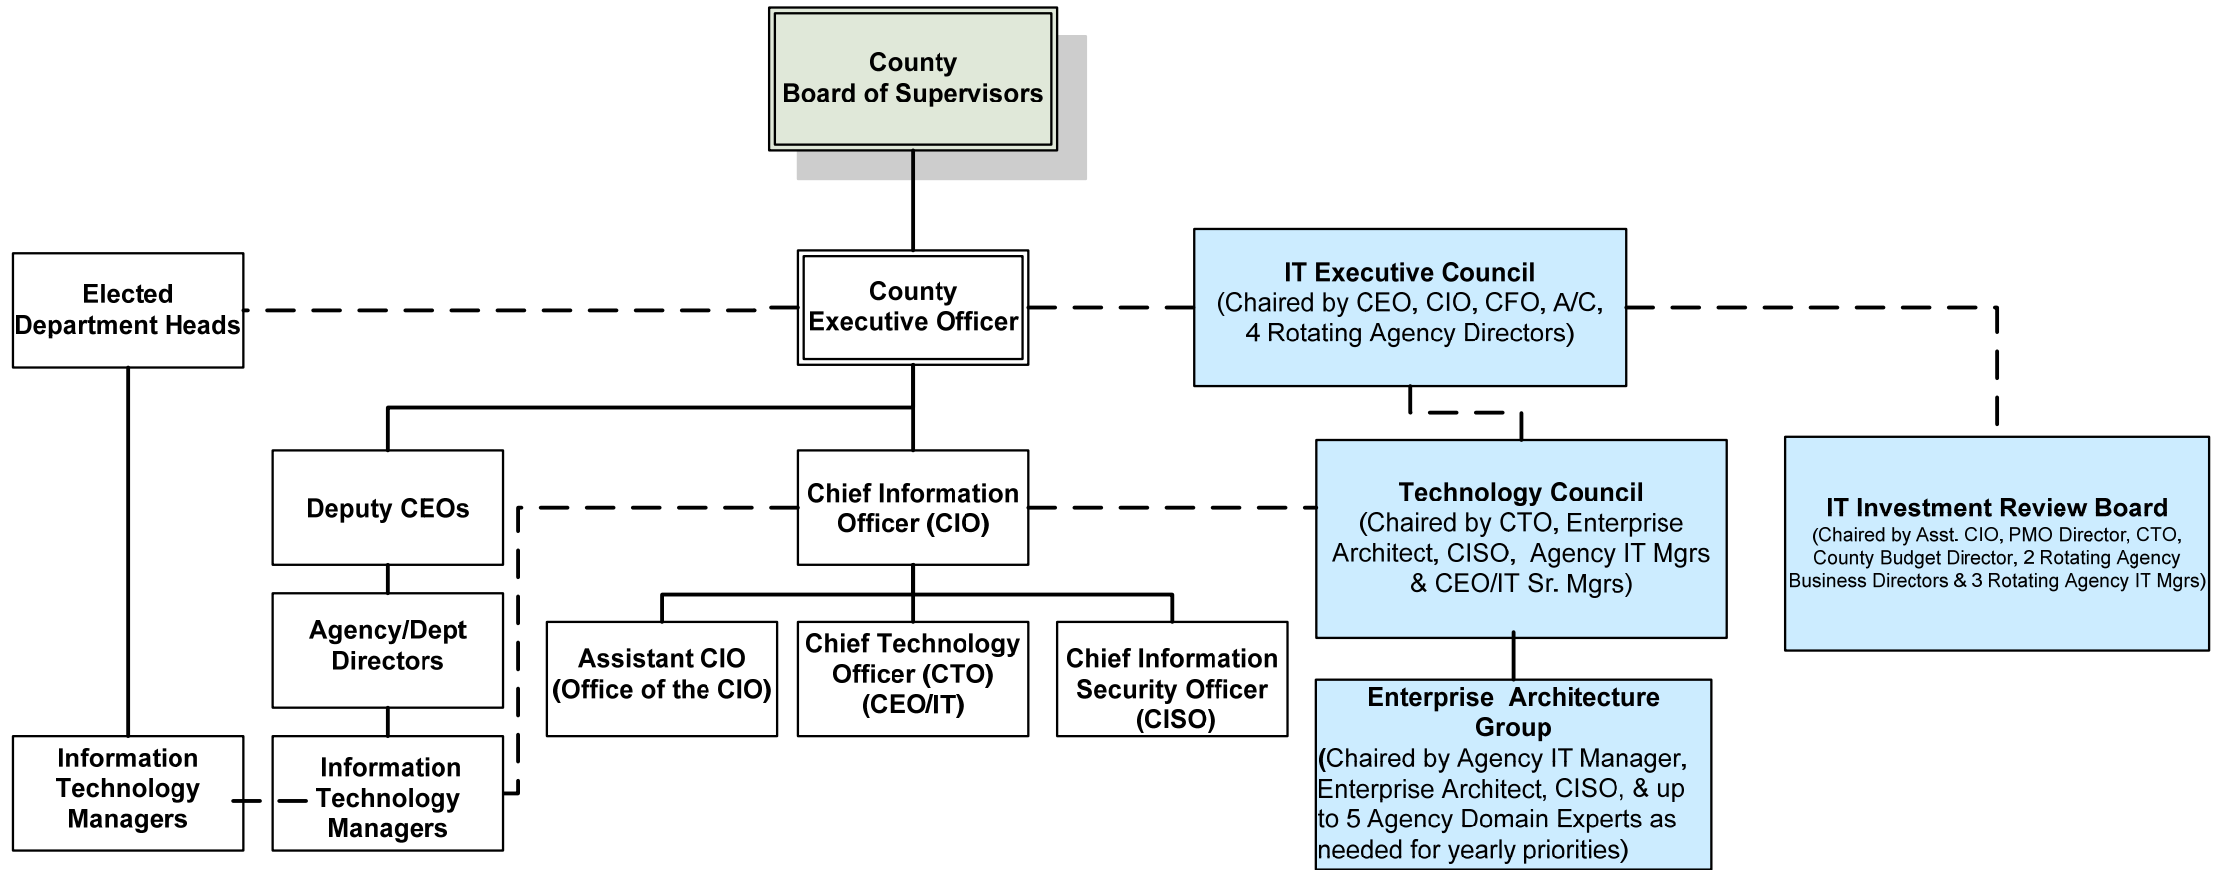 County
Board of Supervisors
Elected
Department Heads
County
Executive Officer
IT Executive Council
(Chaired by CEO, CIO, CFO, A/C,
4 Rotating Agency Directors)
Deputy CEOs
Chief Information
Officer (CIO)
Technology Council
(Chaired by CTO, Enterprise
Architect, CISO, Agency IT Mgrs
& CEO/IT Sr. Mgrs)
IT Investment Review Board
(Chaired by Asst. CIO, PMO Director, CTO,
County Budget Director, 2 Rotating Agency
Business Directors & 3 Rotating Agency IT Mgrs)
Agency/Dept
Directors
Assistant CIO
(Office of the CIO)
Chief Technology
Officer (CTO)
(CEO/IT)
Chief Information
Security Officer
(CISO)
Information
Technology
Managers
Information
Technology
Managers
Enterprise Architecture
Group
(Chaired by Agency IT Manager,
Enterprise Architect, CISO, & up
to 5 Agency Domain Experts as
needed for yearly priorities)